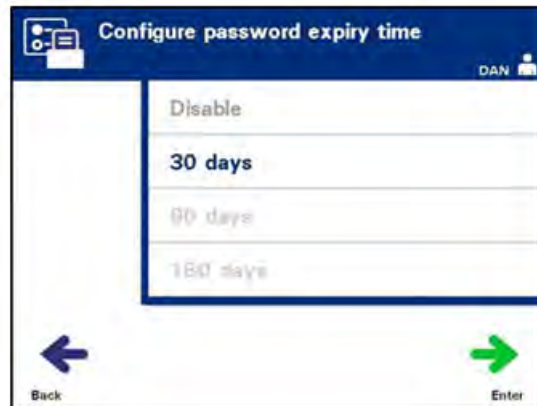 Configure password expiry time
DAN
Disable
30 days
90 days
180 days
Back
Enter